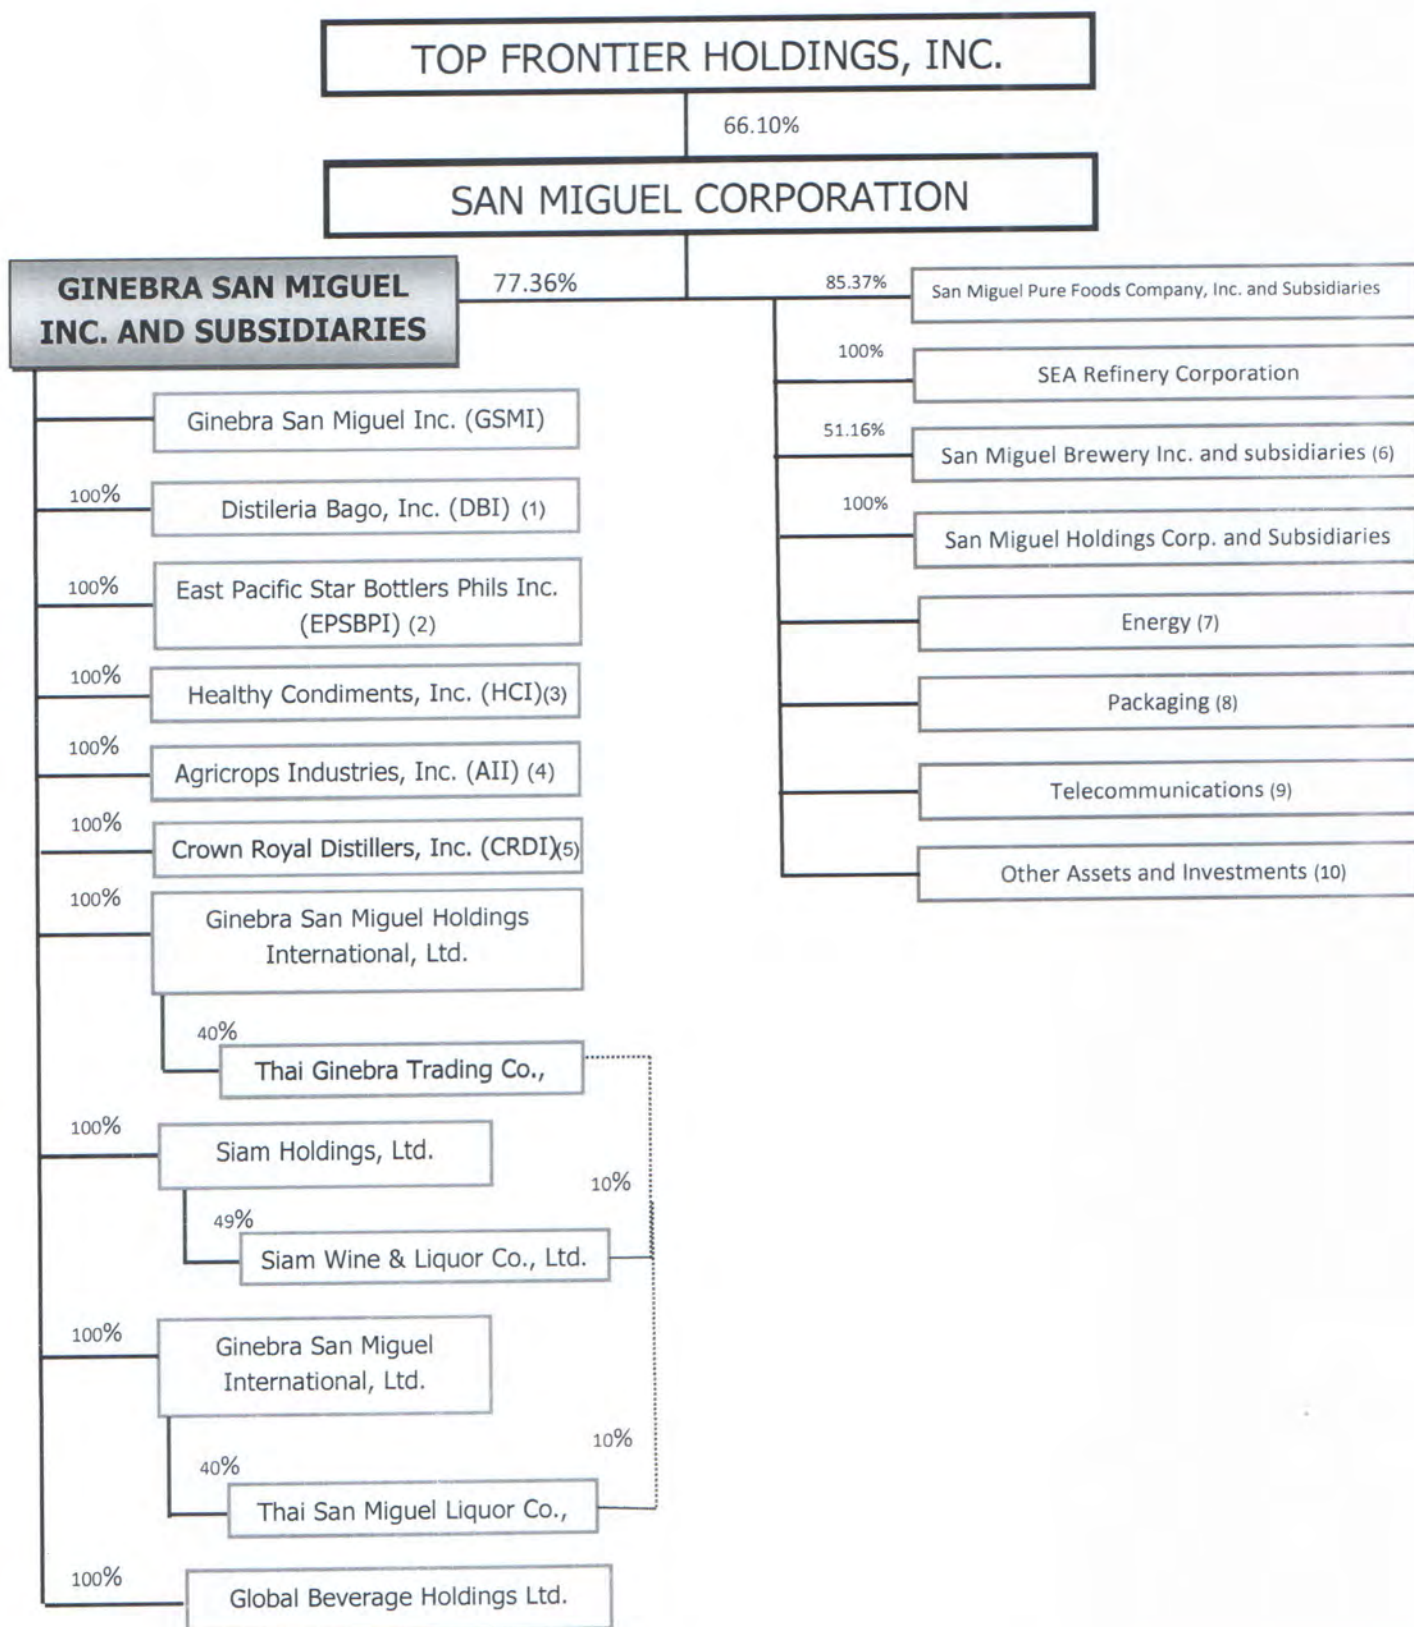 TOP FRONTIER HOLDINGS, INC.
66.10%
SAN MIGUEL CORPORATION
GINEBRA SAN MIGUEL
INC. AND SUBSIDIARIES
77.36%
85.37%
San Miguel Pure Foods Company, Inc. and Subsidiaries
100%
SEA Refinery Corporation
51.16%
San Miguel Brewery Inc. and subsidiaries (6)
100%
San Miguel Holdings Corp. and Subsidiaries
Energy (7)
Packaging (8)
Telecommunications (9)
Other Assets and Investments (10)
Ginebra San Miguel Inc. (GSMI)
100%
Distileria Bago, Inc. (DBI) (1)
100%
East Pacific Star Bottlers Phils Inc.
(EPSBPI) (2)
100%
Healthy Condiments, Inc. (HCI)(3)
100%
Agricrops Industries, Inc. (AII) (4)
100%
Crown Royal Distillers, Inc. (CRDI)(5)
100%
Ginebra San Miguel Holdings
International, Ltd.
40%
Thai Ginebra Trading Co.,
100%
Siam Holdings, Ltd.
10%
49%
Siam Wine & Liquor Co., Ltd.
100%
Ginebra San Miguel
International, Ltd.
10%
40%
Thai San Miguel Liquor Co.,
100%
Global Beverage Holdings Ltd.